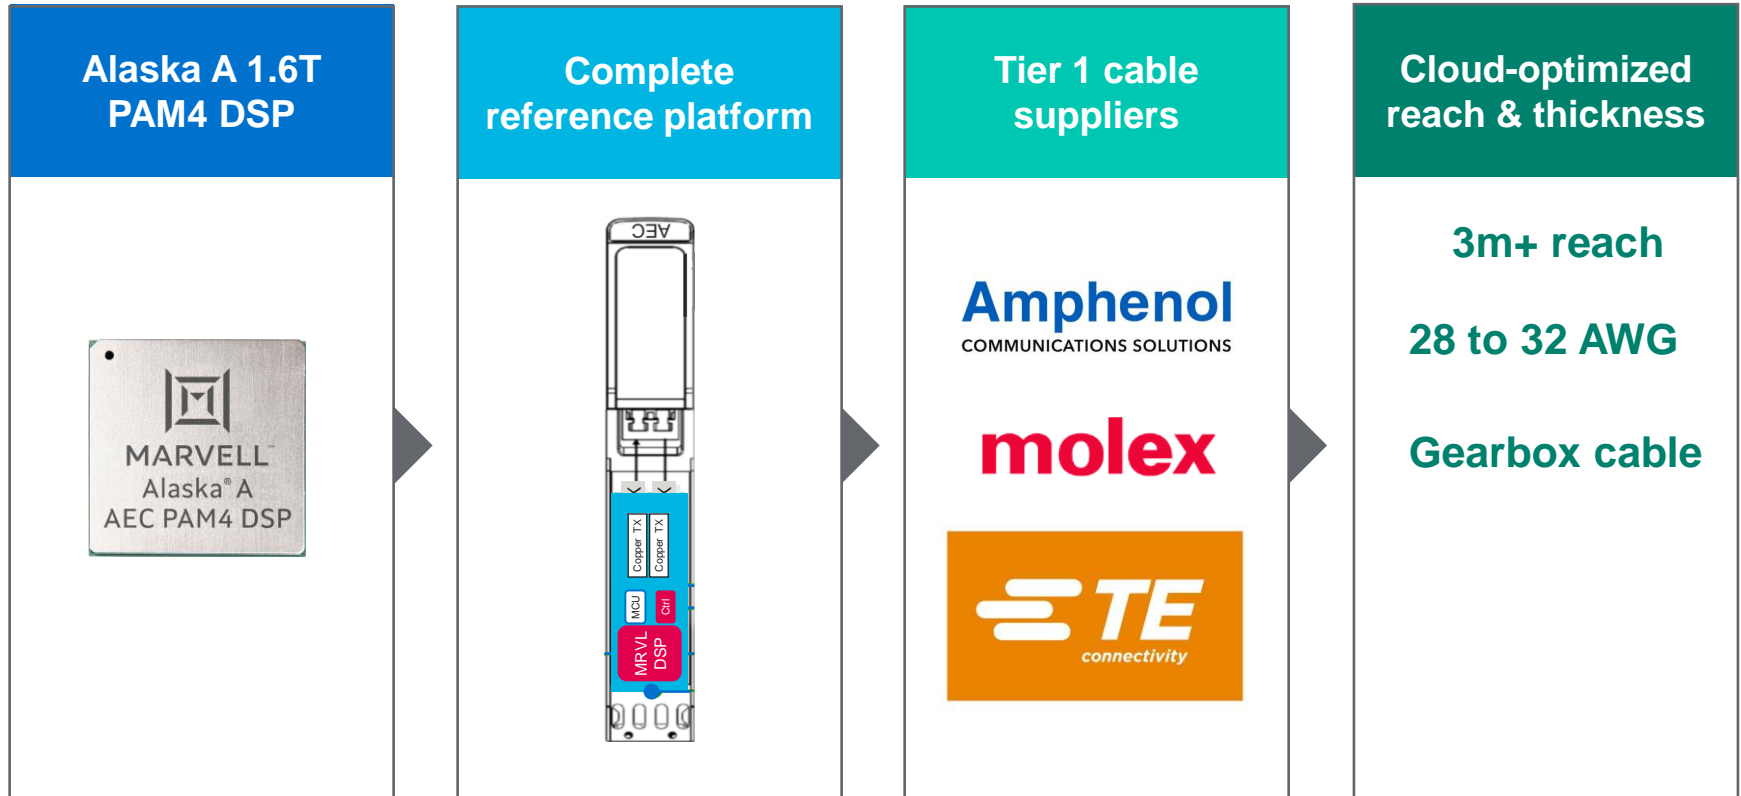 Alaska A 1.6T
PAM4 DSP
MARVELL™
Alaska® A
AEC PAM4 DSP
Complete
reference platform
AEC
Copper TX
Copper TX
MCU
Ctrl
MRVL
DSP
Tier 1 cable
suppliers
Amphenol
COMMUNICATIONS SOLUTIONS
molex
TE
connectivity
Cloud-optimized
reach & thickness
3m+ reach
28 to 32 AWG
Gearbox cable